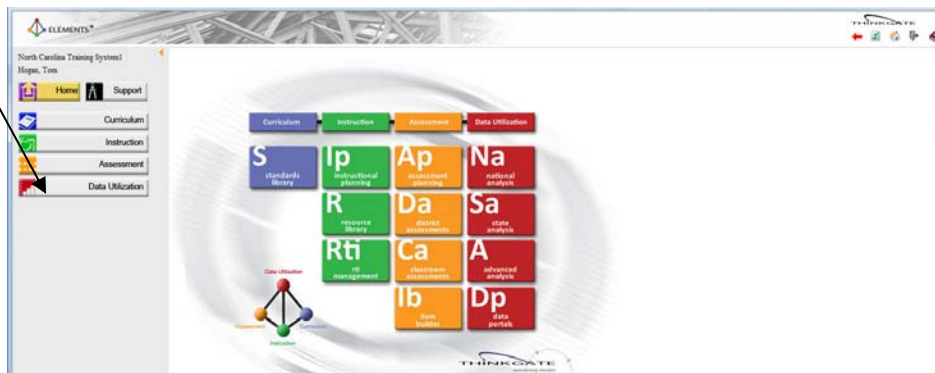 ELEMENTS
THINKGATE
North Carolina Training System1
Hogan, Tom
Home Support
Curriculum
Instruction
Assessment
Data Utilization
Curriculum Instruction Assessment Data Utilization
S
standards
library
Ip
instructional
planning
Ap
assessment
planning
Na
national
analysis
R
resource
library
Da
district
assessments
Sa
state
analysis
Rti
rti
management
Ca
classroom
assessments
A
advanced
analysis
Ib
item
builder
Dp
data
portals
Data Utilization
Assessment
Curriculum
Instruction
THINKGATE